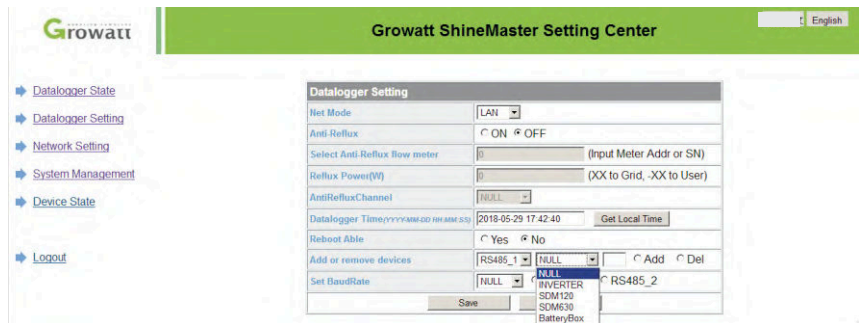 Growatt
Growatt ShineMaster Setting Center
English
Datalogger State
Datalogger Setting
Network Setting
System Management
Device State
Logout
Datalogger Setting
Net Mode LAN
Anti-Reflux ON OFF
Select Anti-Reflux flow meter 0 (Input Meter Addr or SN)
Reflux Power(W) 0 (XX to Grid, -XX to User)
AntiRefluxChannel NULL
Datalogger Time(YYYY-MM-DD HH:MM:SS) 2018-05-29 17:42:40 Get Local Time
Reboot Able Yes No
Add or remove devices RS485_1 NULL Add Del
Set BaudRate NULL RS485_2
NULL
INVERTER
SDM120
SDM630
BatteryBox
Save